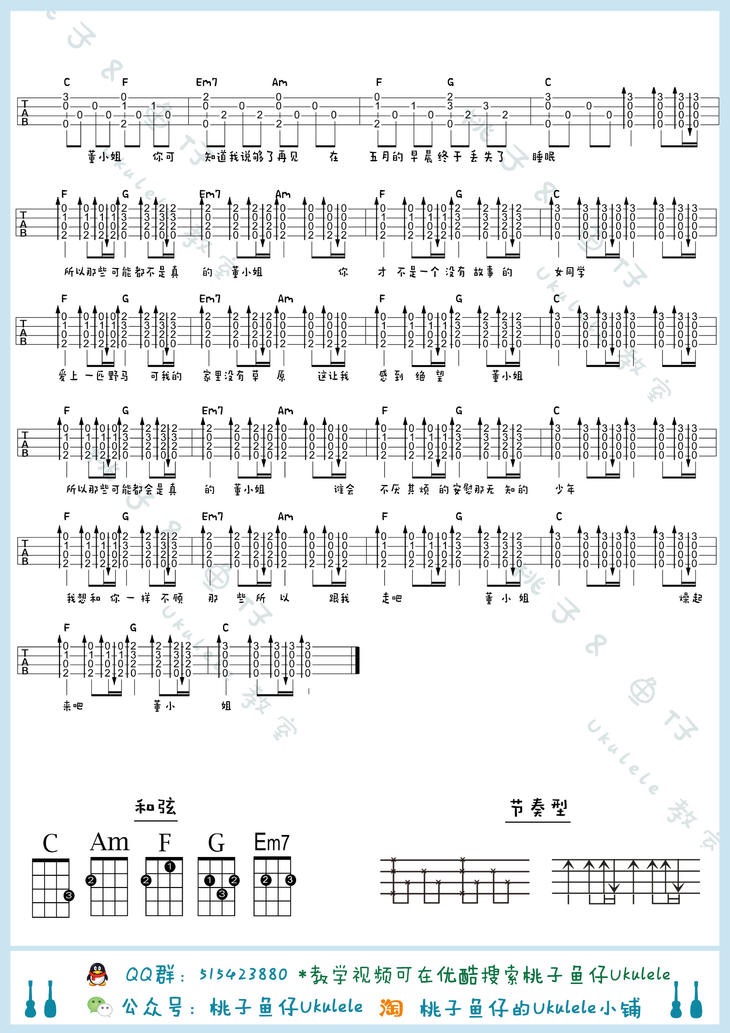 C F Em7 Am F G C
董小姐 你可 知道我说够了再见 在 五月的早晨终于丢失了 睡眠
F G Em7 Am F G C
所以那些可能都不是真 的 董小姐 你 才 不是一个没有故事的 女同学
F G Em7 Am F G C
爱上一匹野马 可我的 家里没有草原 这让我 感到绝望 董小姐
F G Em7 Am F G C
所以那些可能都会是真 的 董小姐 谁会 不厌其烦的安慰那无知的 少年
F G Em7 Am F G C
我想和你一样不顾 那些所以 跟我 走吧 董小姐 燥起
F G C
来吧 董小 姐
和弦 节奏型
C Am F G Em7
QQ群：515423880 *教学视频可在优酷搜索桃子鱼仔Ukulele
公众号：桃子鱼仔Ukulele 淘 桃子鱼仔的Ukulele小铺